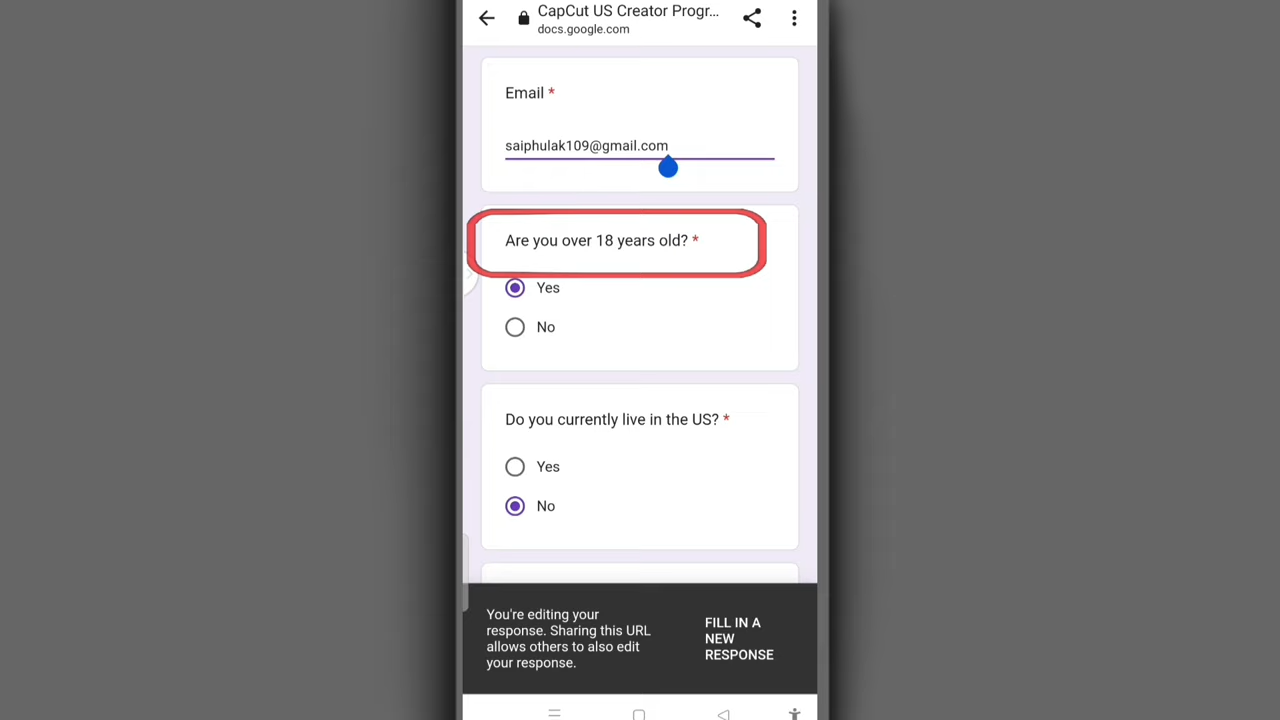 CapCut US Creator Progr...
docs.google.com
Email *
saiphulak109@gmail.com
Are you over 18 years old? *
Yes
No
Do you currently live in the US? *
Yes
No
You're editing your
response. Sharing this URL
allows others to also edit
your response.
FILL IN A
NEW
RESPONSE